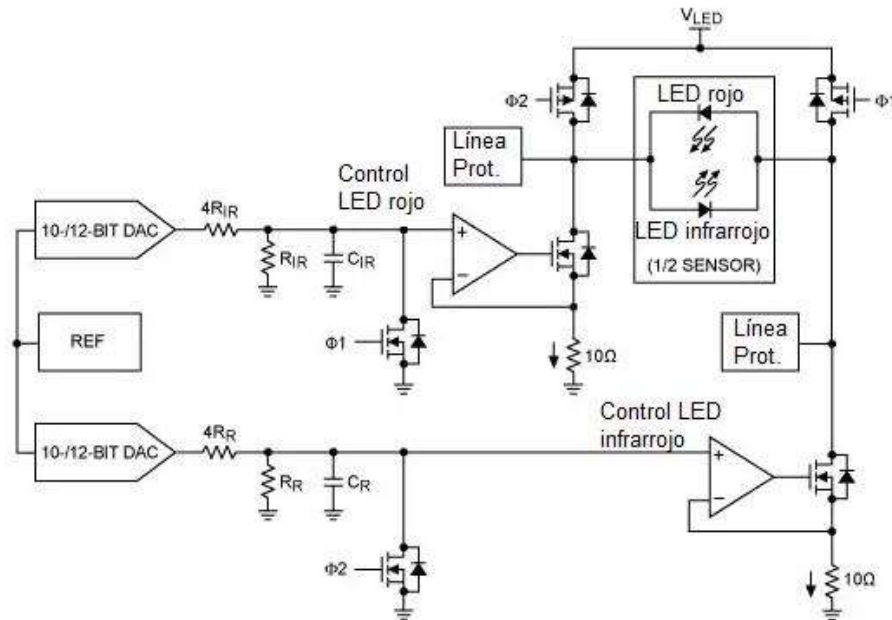 VLED
Φ2
LED rojo
Φ1
Línea
Prot.
Control
LED rojo
10-/12-BIT DAC
4RIR
+
−
LED infrarrojo
(1/2 SENSOR)
RIR
CIR
REF
Φ1
10Ω
Línea
Prot.
Control LED
infrarrojo
10-/12-BIT DAC
4RR
+
−
RR
CR
Φ2
10Ω